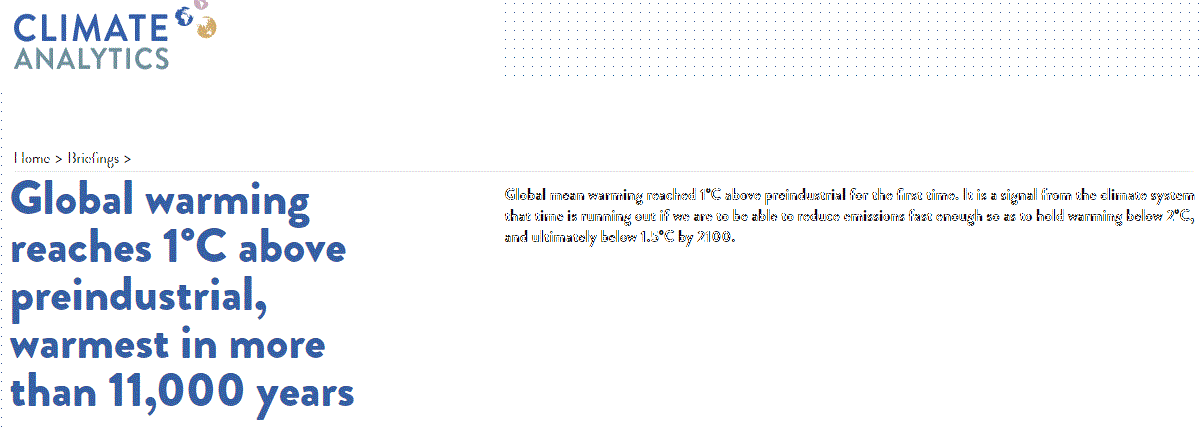 CLIMATE
ANALYTICS
Home > Briefings >
Global warming
reaches 1°C above
preindustrial,
warmest in more
than 11,000 years
Global mean warming reached 1°C above preindustrial for the first time. It is a signal from the climate system
that time is running out if we are to be able to reduce emissions fast enough so as to hold warming below 2°C,
and ultimately below 1.5°C by 2100.